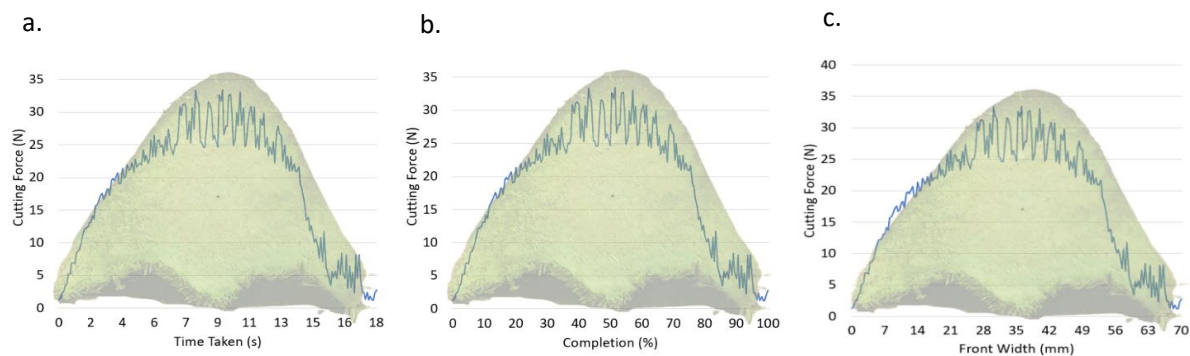 a.
35
30
25
20
15
10
5
0
Cutting Force (N)
0 2 4 6 7 9 11 13 15 16 18
Time Taken (s)
b.
35
30
25
20
15
10
5
0
Cutting Force (N)
0 10 20 30 40 50 60 70 80 90 100
Completion (%)
c.
40
35
30
25
20
15
10
5
0
Cutting Force (N)
0 7 14 21 28 35 42 49 56 63 70
Front Width (mm)